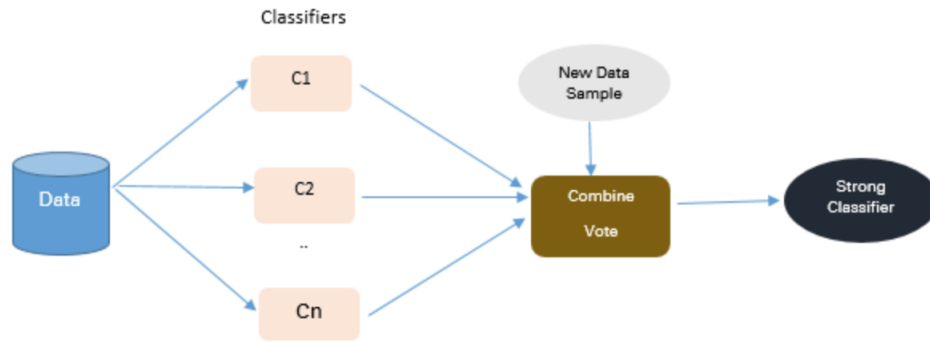 Classifiers
C1
New Data
Sample
Data
C2
..
Combine
Vote
Strong
Classifier
Cn